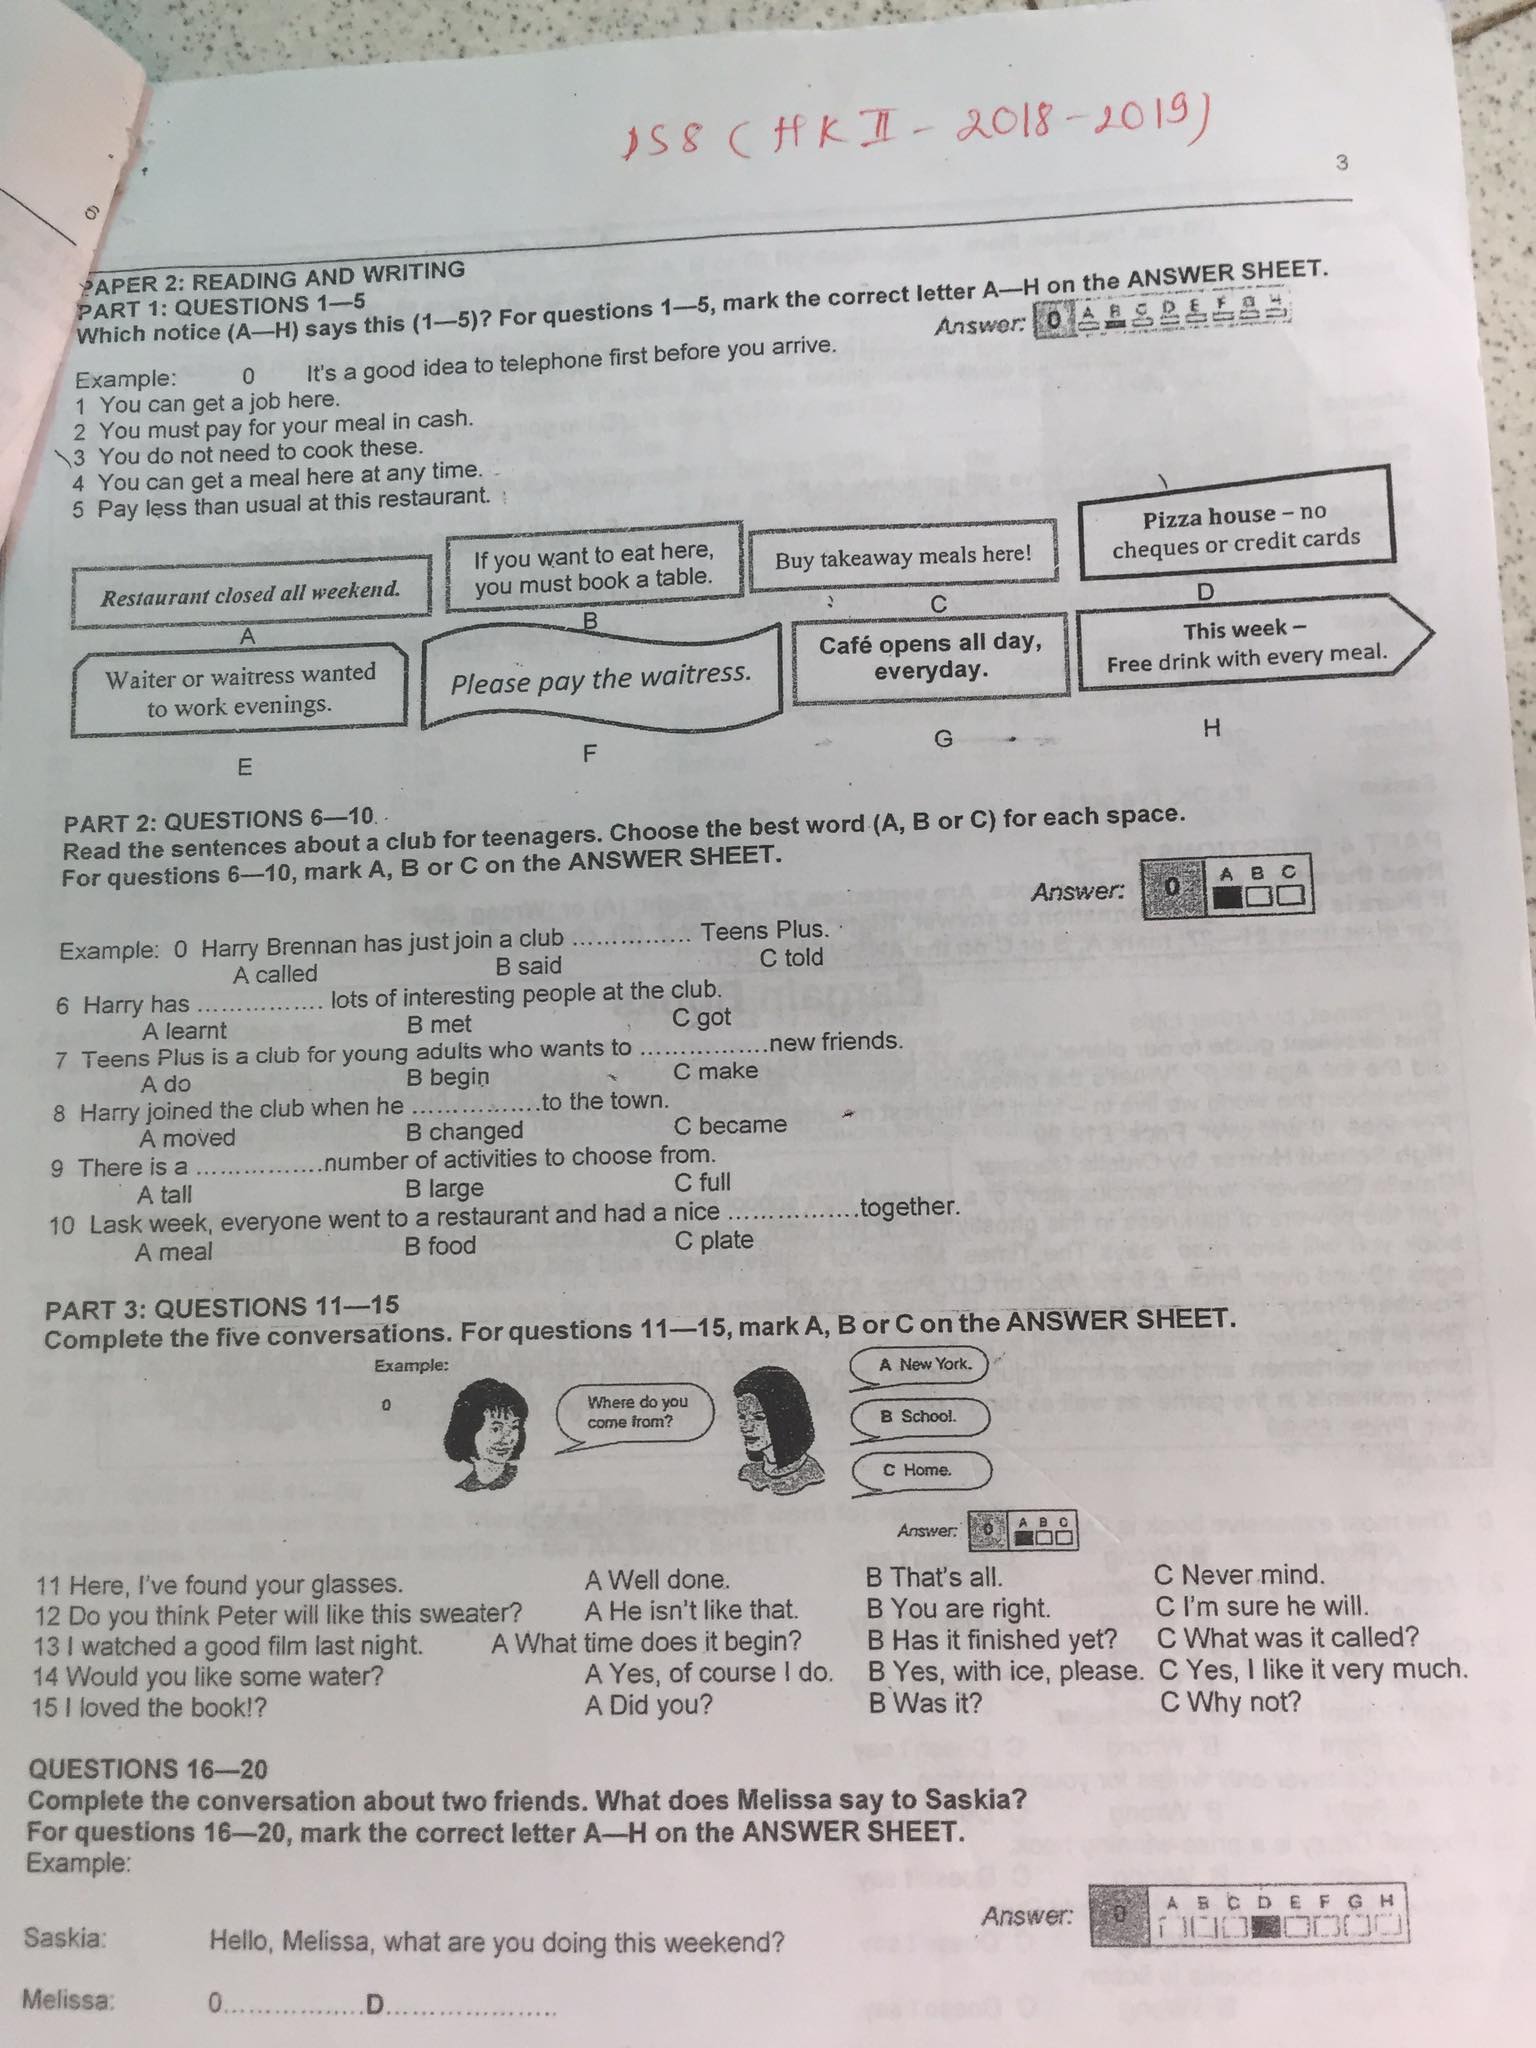 DS8 (HKII - 2018-2019)
3
PAPER 2: READING AND WRITING
PART 1: QUESTIONS 1—5
Which notice (A—H) says this (1—5)? For questions 1—5, mark the correct letter A—H on the ANSWER SHEET.
Answer: 0 A B C D E F G H
Example: 0 It's a good idea to telephone first before you arrive.
1 You can get a job here.
2 You must pay for your meal in cash.
3 You do not need to cook these.
4 You can get a meal here at any time.
5 Pay less than usual at this restaurant.
Restaurant closed all weekend.
A
If you want to eat here,
you must book a table.
B
Buy takeaway meals here!
C
Pizza house – no
cheques or credit cards
D
Waiter or waitress wanted
to work evenings.
E
Please pay the waitress.
F
Café opens all day,
everyday.
G
This week –
Free drink with every meal.
H
PART 2: QUESTIONS 6—10.
Read the sentences about a club for teenagers. Choose the best word (A, B or C) for each space.
For questions 6—10, mark A, B or C on the ANSWER SHEET.
Answer: 0 A B C
Example: 0 Harry Brennan has just join a club ............... Teens Plus.
A called B said C told
6 Harry has ................ lots of interesting people at the club.
A learnt B met C got
7 Teens Plus is a club for young adults who wants to ................new friends.
A do B begin C make
8 Harry joined the club when he ................to the town.
A moved B changed C became
9 There is a ................number of activities to choose from.
A tall B large C full
10 Lask week, everyone went to a restaurant and had a nice ................together.
A meal B food C plate
PART 3: QUESTIONS 11—15
Complete the five conversations. For questions 11—15, mark A, B or C on the ANSWER SHEET.
Example:
0
Where do you
come from?
A New York.
B School.
C Home.
Answer: 0 A B C
11 Here, I've found your glasses. A Well done. B That's all. C Never mind.
12 Do you think Peter will like this sweater? A He isn't like that. B You are right. C I'm sure he will.
13 I watched a good film last night. A What time does it begin? B Has it finished yet? C What was it called?
14 Would you like some water? A Yes, of course I do. B Yes, with ice, please. C Yes, I like it very much.
15 I loved the book!? A Did you? B Was it? C Why not?
QUESTIONS 16—20
Complete the conversation about two friends. What does Melissa say to Saskia?
For questions 16—20, mark the correct letter A—H on the ANSWER SHEET.
Example:
Answer: 0 A B C D E F G H
Saskia: Hello, Melissa, what are you doing this weekend?
Melissa: 0..................D......................